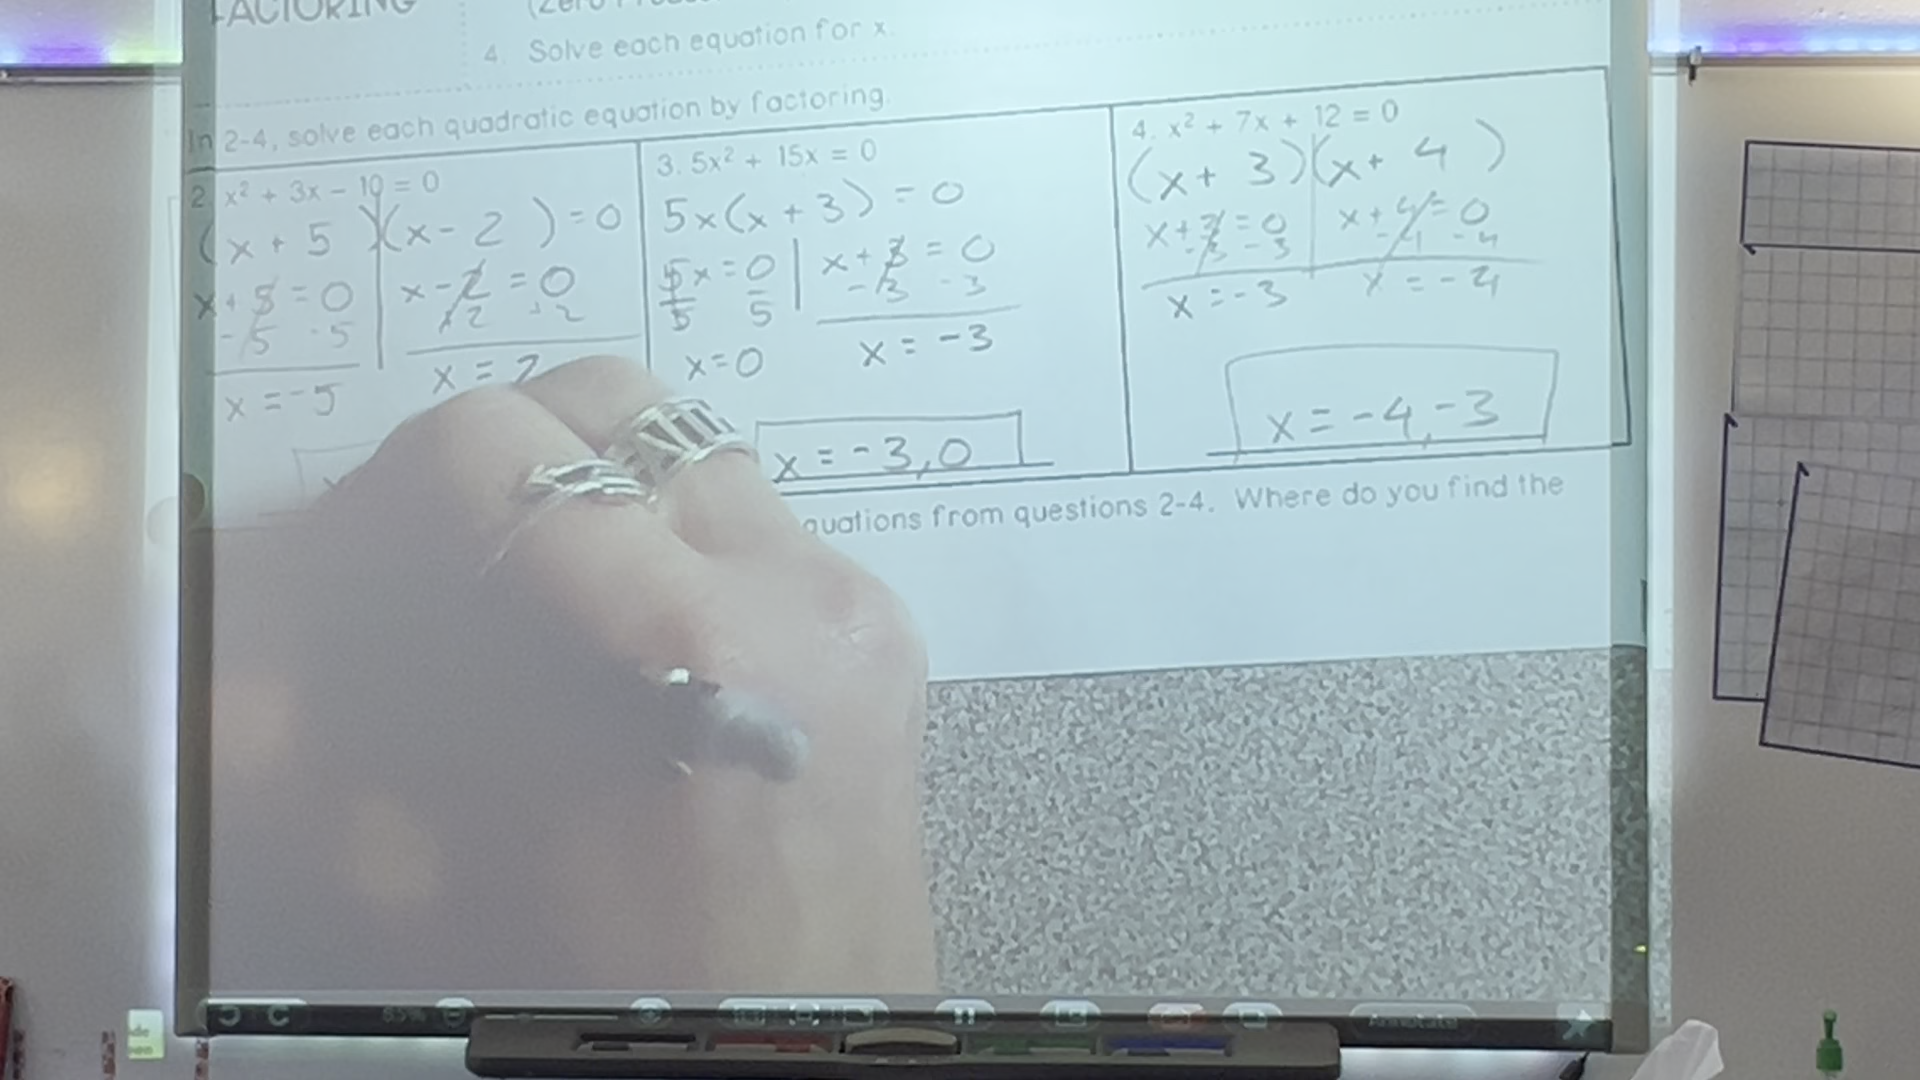 FACTORING
4. Solve each equation for x.
In 2-4, solve each quadratic equation by factoring.
2. x² + 3x - 10 = 0
(x + 5)(x - 2) = 0
x + 5 = 0 x - 2 = 0
-5 -5 +2 +2
x = -5 x = 2
3. 5x² + 15x = 0
5x(x + 3) = 0
5x = 0 x + 3 = 0
5 5 -3 -3
x = 0 x = -3
x = -3, 0
4. x² + 7x + 12 = 0
(x + 3)(x + 4)
x + 3 = 0 x + 4 = 0
-3 -3 -4 -4
x = -3 x = -4
x = -4, -3
quations from questions 2-4. Where do you find the
Annotate